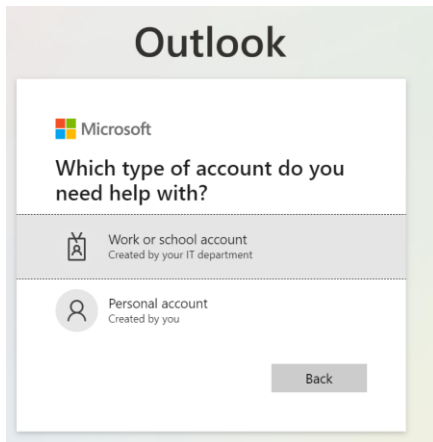 Outlook
Microsoft
Which type of account do you
need help with?
Work or school account
Created by your IT department
Personal account
Created by you
Back